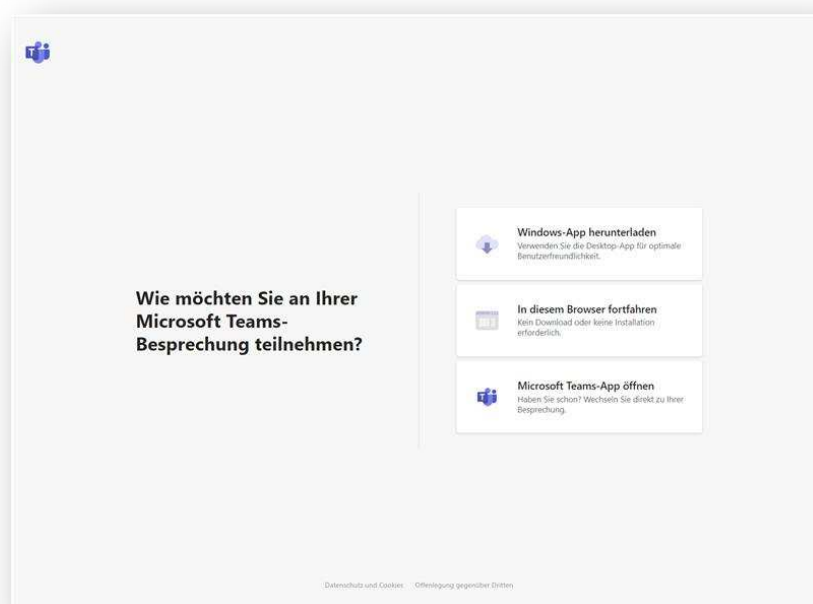 Wie möchten Sie an Ihrer
Microsoft Teams-
Besprechung teilnehmen?
Windows-App herunterladen
Verwenden Sie die Desktop-App für optimale
Benutzerfreundlichkeit.
In diesem Browser fortfahren
Kein Download oder keine Installation
erforderlich.
Microsoft Teams-App öffnen
Haben Sie schon? Wechseln Sie direkt zu Ihrer
Besprechung.
Datenschutz und Cookies Offenlegung gegenüber Dritten